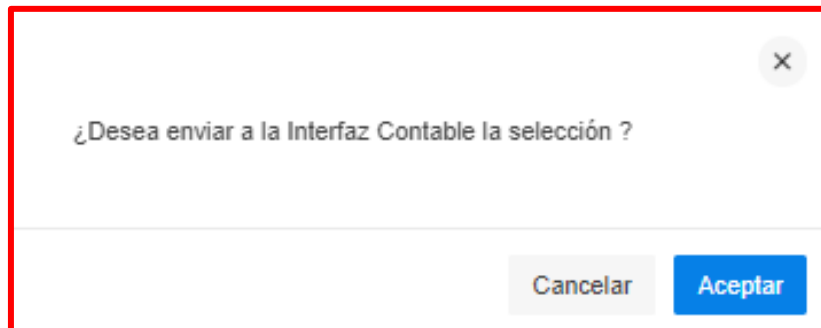 ¿Desea enviar a la Interfaz Contable la selección ?
Cancelar
Aceptar